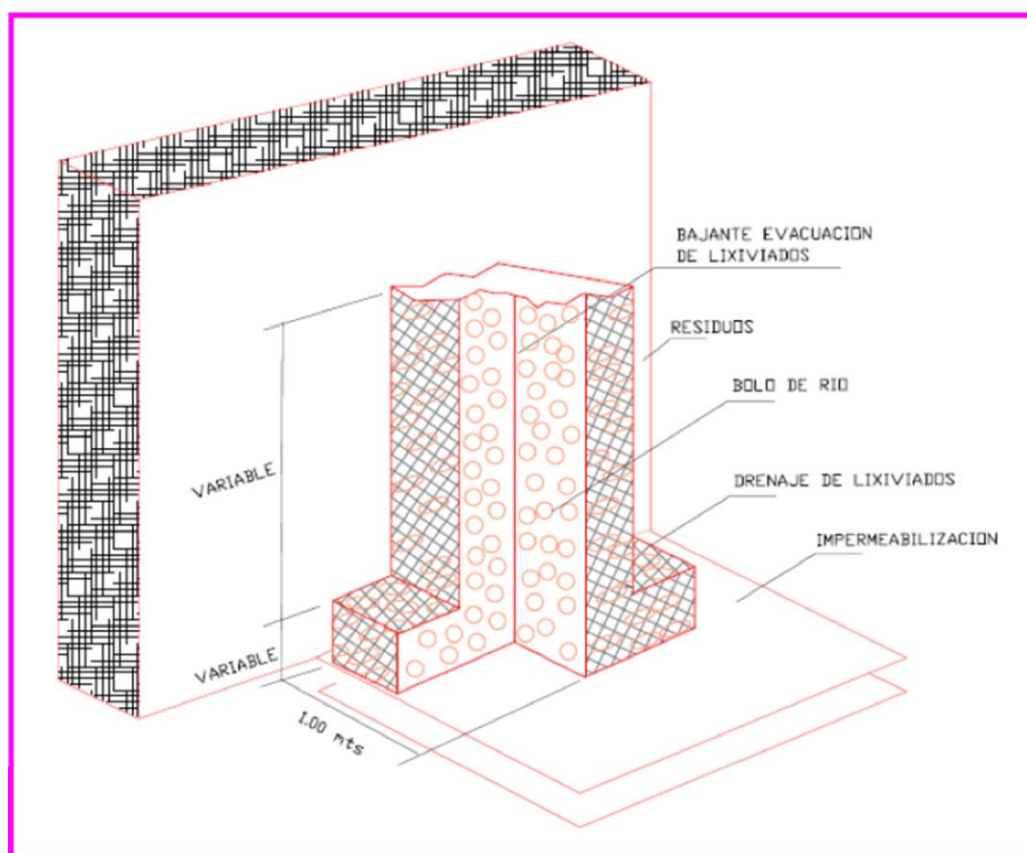 BAJANTE EVACUACION
DE LIXIVIADOS
RESIDUOS
BOLO DE RIO
DRENAJE DE LIXIVIADOS
IMPERMEABILIZACION
VARIABLE
VARIABLE
1.00 mts